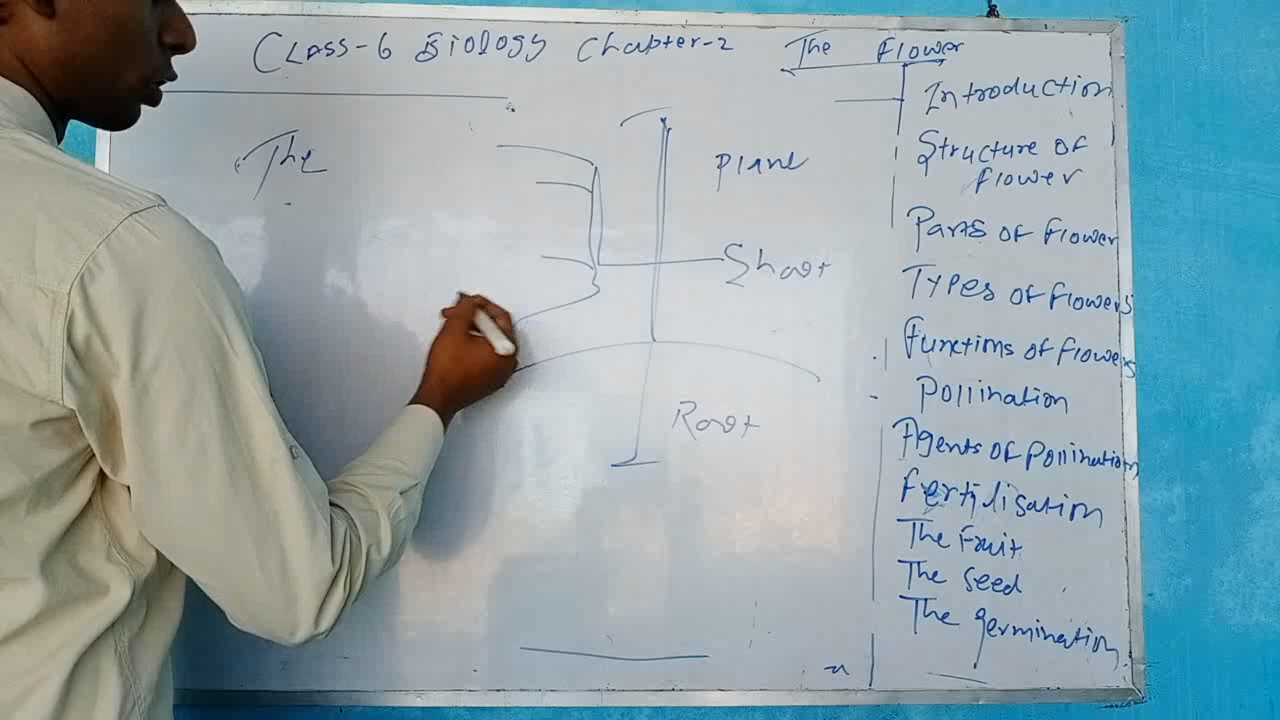 Class-6 Biology Chapter-2 The Flower
The
Plane
Shoot
Root
Introduction
Structure of
flower
Parts of flower
Types of flowers
functions of flowers
Pollination
Agents of pollination
fertilisation
The Fruit
The seed
The germination